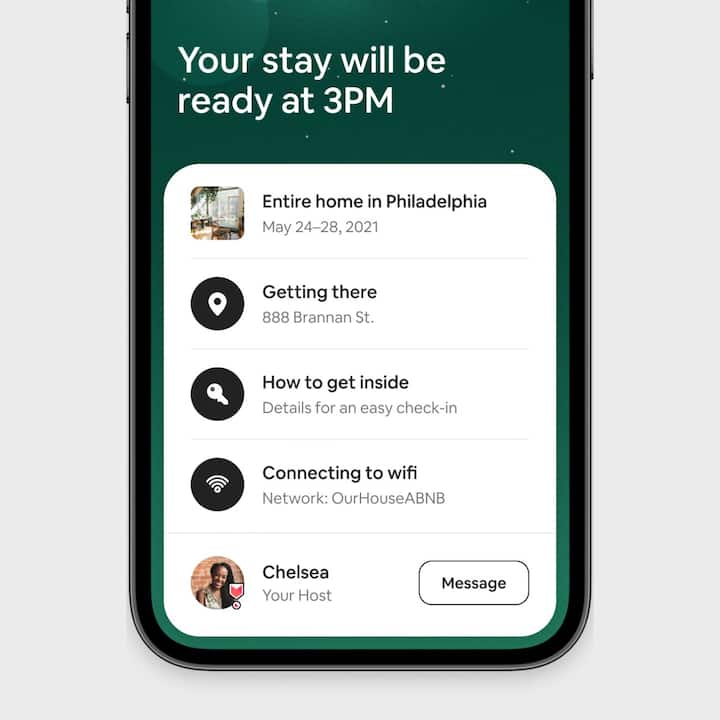 Your stay will be
ready at 3PM
Entire home in Philadelphia
May 24–28, 2021
Getting there
888 Brannan St.
How to get inside
Details for an easy check-in
Connecting to wifi
Network: OurHouseABNB
Chelsea
Your Host
Message